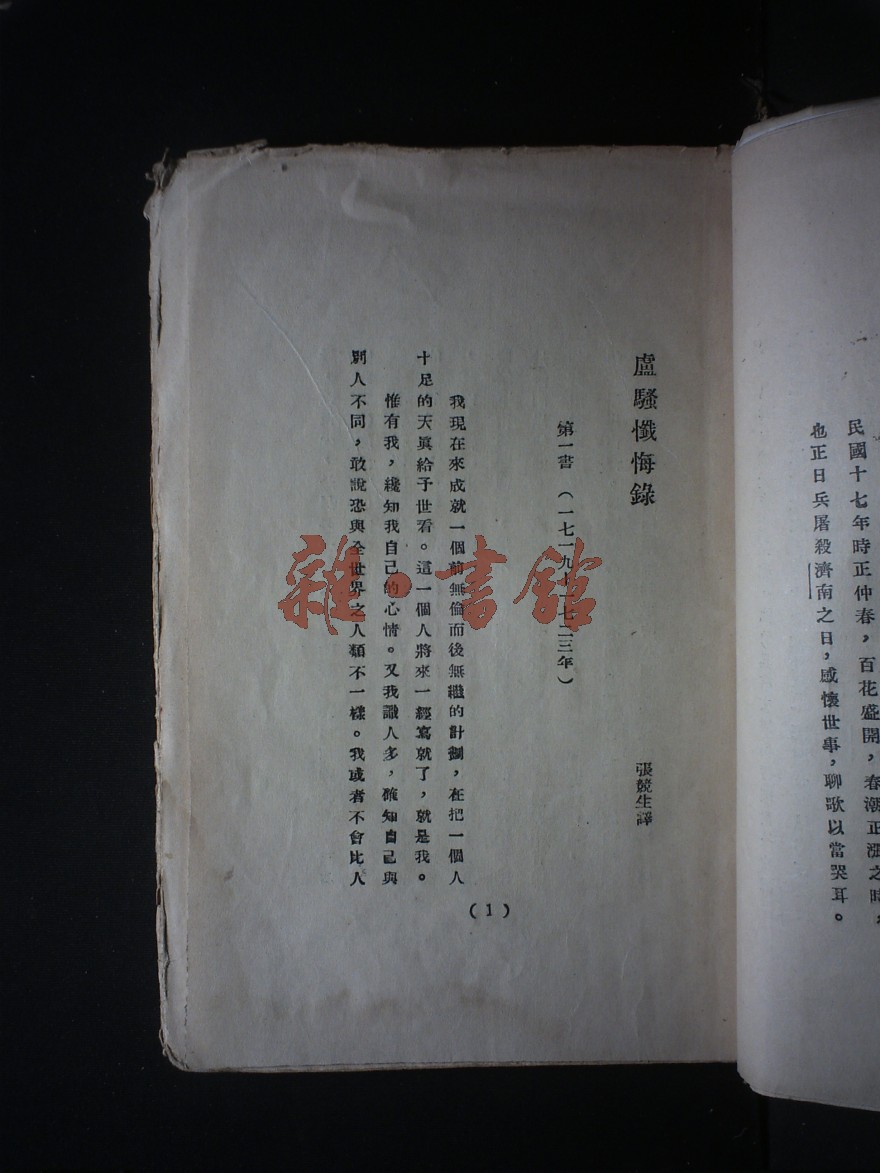 民國十七年時正仲春，百花盛開，春潮正漲之時，
也正日兵屠殺濟南之日，感懷世事，聊歌以當哭耳。
盧騷懺悔錄
張競生譯
第一書 （一七一九—一七二三年）
我現在來成就一個前無倫而後無繼的計劃，在把一個人
十足的天眞給予世看。這一個人將來一經寫就了，就是我。
惟有我，纔知我自己的心情。又我識人多，確知自己與
別人不同，敢說恐與全世界之人類不一樣。我或者不會比人
（1）
雜·書館